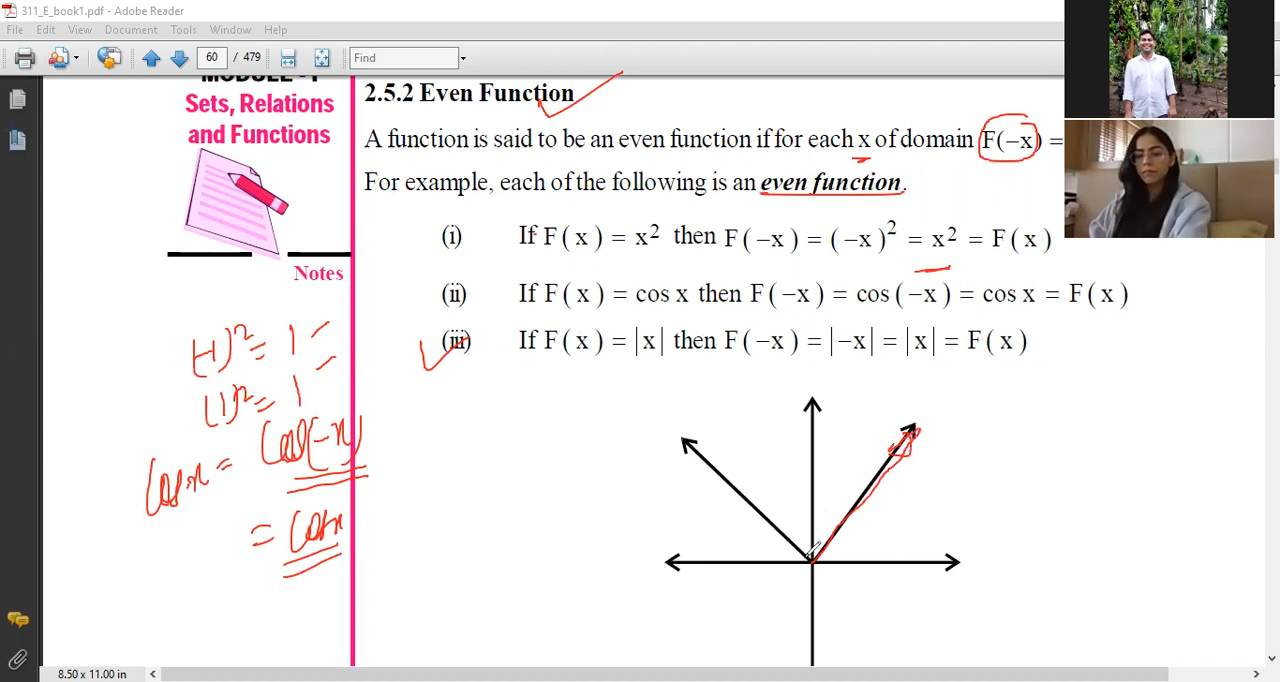 311_E_book1.pdf - Adobe Reader
File Edit View Document Tools Window Help
60 / 479 Find
MODULE - I
Sets, Relations
and Functions
Notes
2.5.2 Even Function
A function is said to be an even function if for each x of domain F(−x) =
For example, each of the following is an even function.
(i) If F(x) = x² then F(−x) = (−x)² = x² = F(x)
(ii) If F(x) = cos x then F(−x) = cos(−x) = cos x = F(x)
(iii) If F(x) = |x| then F(−x) = |−x| = |x| = F(x)
(-1)² = 1
(1)² = 1
Cos x = Cos(-x)
= Cos x
8.50 x 11.00 in